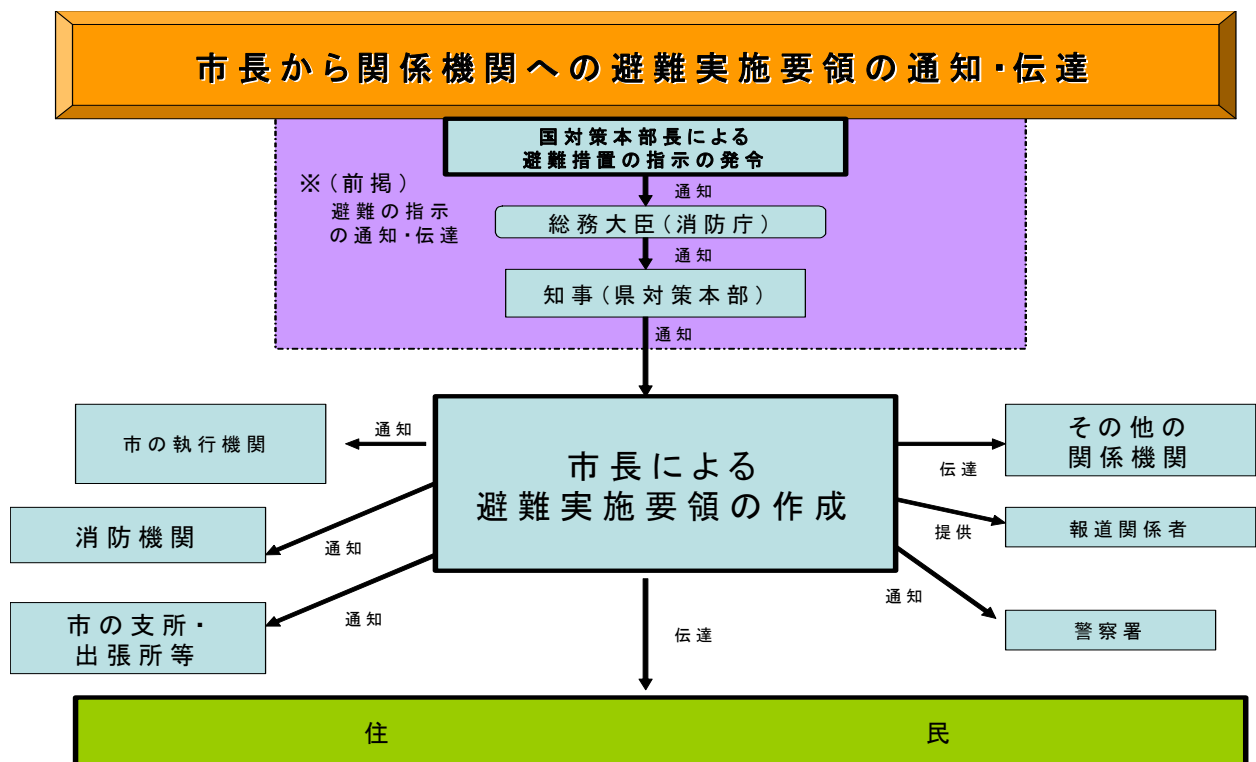 市長から関係機関への避難実施要領の通知・伝達
国対策本部長による
避難措置の指示の発令
※(前掲)
避難の指示
の通知・伝達
通知
総務大臣(消防庁)
通知
知事(県対策本部)
通知
市の執行機関
通知
市長による
避難実施要領の作成
その他の
関係機関
伝達
消防機関
通知
報道関係者
提供
市の支所・
出張所等
通知
警察署
通知
伝達
住民